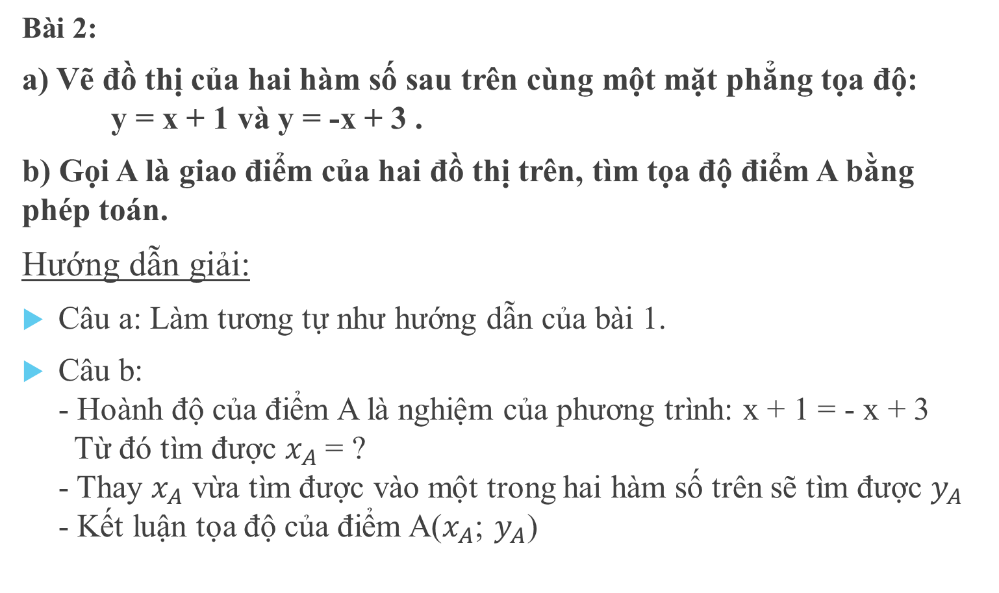 Bài 2:
a) Vẽ đồ thị của hai hàm số sau trên cùng một mặt phẳng tọa độ:
y = x + 1 và y = -x + 3 .
b) Gọi A là giao điểm của hai đồ thị trên, tìm tọa độ điểm A bằng
phép toán.
Hướng dẫn giải:
Câu a: Làm tương tự như hướng dẫn của bài 1.
Câu b:
- Hoành độ của điểm A là nghiệm của phương trình: x + 1 = - x + 3
Từ đó tìm được x_A = ?
- Thay x_A vừa tìm được vào một trong hai hàm số trên sẽ tìm được y_A
- Kết luận tọa độ của điểm A(x_A; y_A)